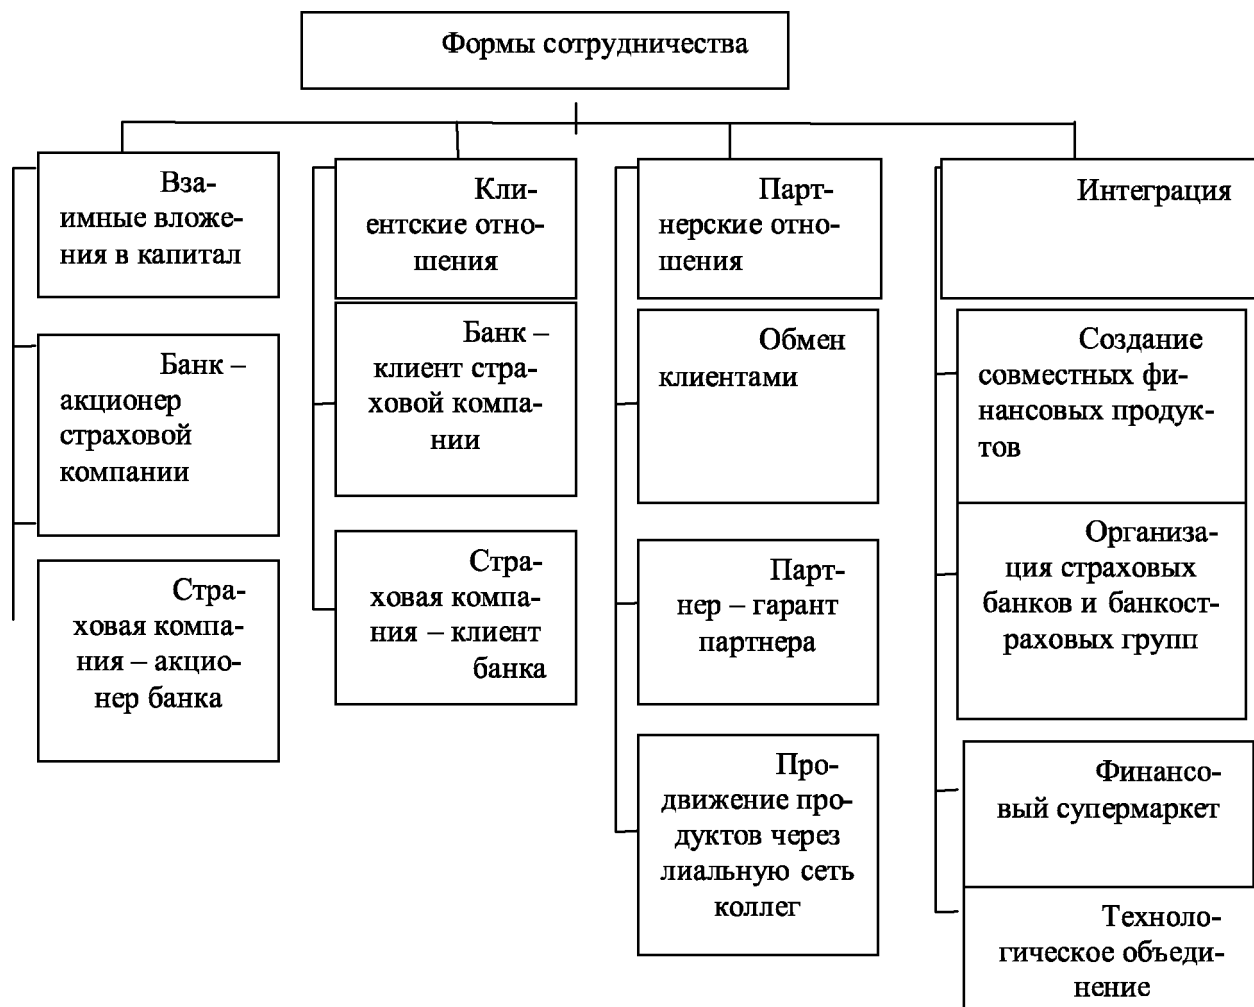 Формы сотрудничества
Вза-
имные вложе-
ния в капитал
Банк –
акционер
страховой
компании
Стра-
ховая компа-
ния – акцио-
нер банка
Кли-
ентские отно-
шения
Банк –
клиент стра-
ховой компа-
нии
Стра-
ховая компа-
ния – клиент
банка
Парт-
нерские отно-
шения
Обмен
клиентами
Парт-
нер – гарант
партнера
Про-
движение про-
дуктов через
лиальную сеть
коллег
Интеграция
Создание
совместных фи-
нансовых продук-
тов
Организа-
ция страховых
банков и банкост-
раховых групп
Финансо-
вый супермаркет
Техноло-
гическое объеди-
нение